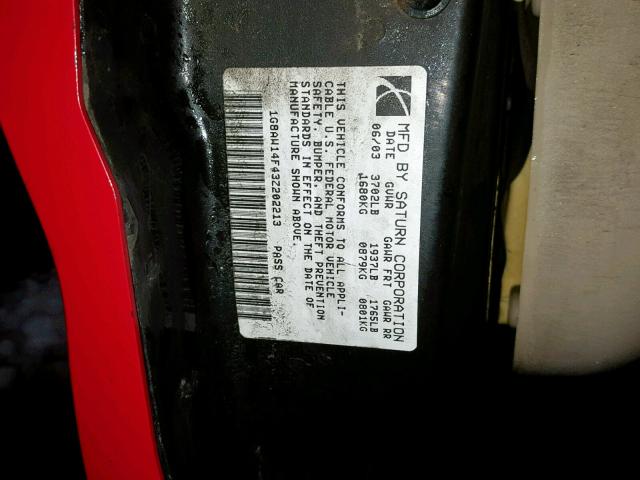 MFD BY SATURN CORPORATION
DATE GVWR GAWR FRT GAWR RR
06/03 3702LB 1937LB 1765LB
1680KG 0879KG 0801KG
THIS VEHICLE CONFORMS TO ALL APPLI-
CABLE U.S. FEDERAL MOTOR VEHICLE
SAFETY, BUMPER, AND THEFT PREVENTION
STANDARDS IN EFFECT ON THE DATE OF
MANUFACTURE SHOWN ABOVE.
1G8AW14F43Z202213 PASS CAR